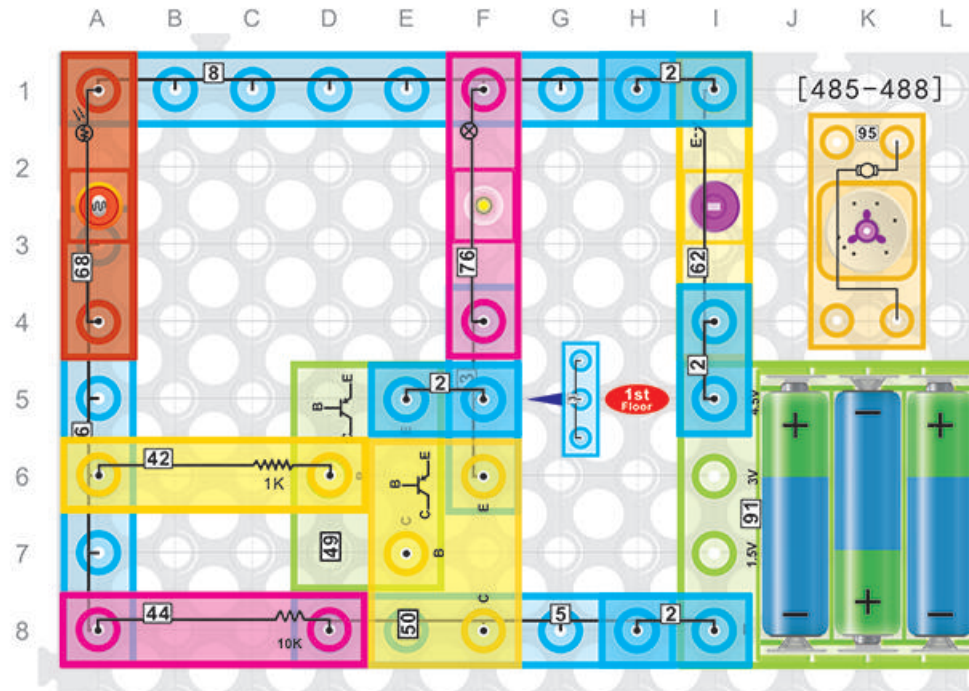 A B C D E F G H I J K L
1 8 2 [485-488]
E 95
2
3
68 76 62
4
2
5 E B C 2 3 1st Floor 4.5V + − +
6 42 1K B E B C C E 3V
7 49 B 91 1.5V
C
8 44 10K 50 5 2 − + −
6